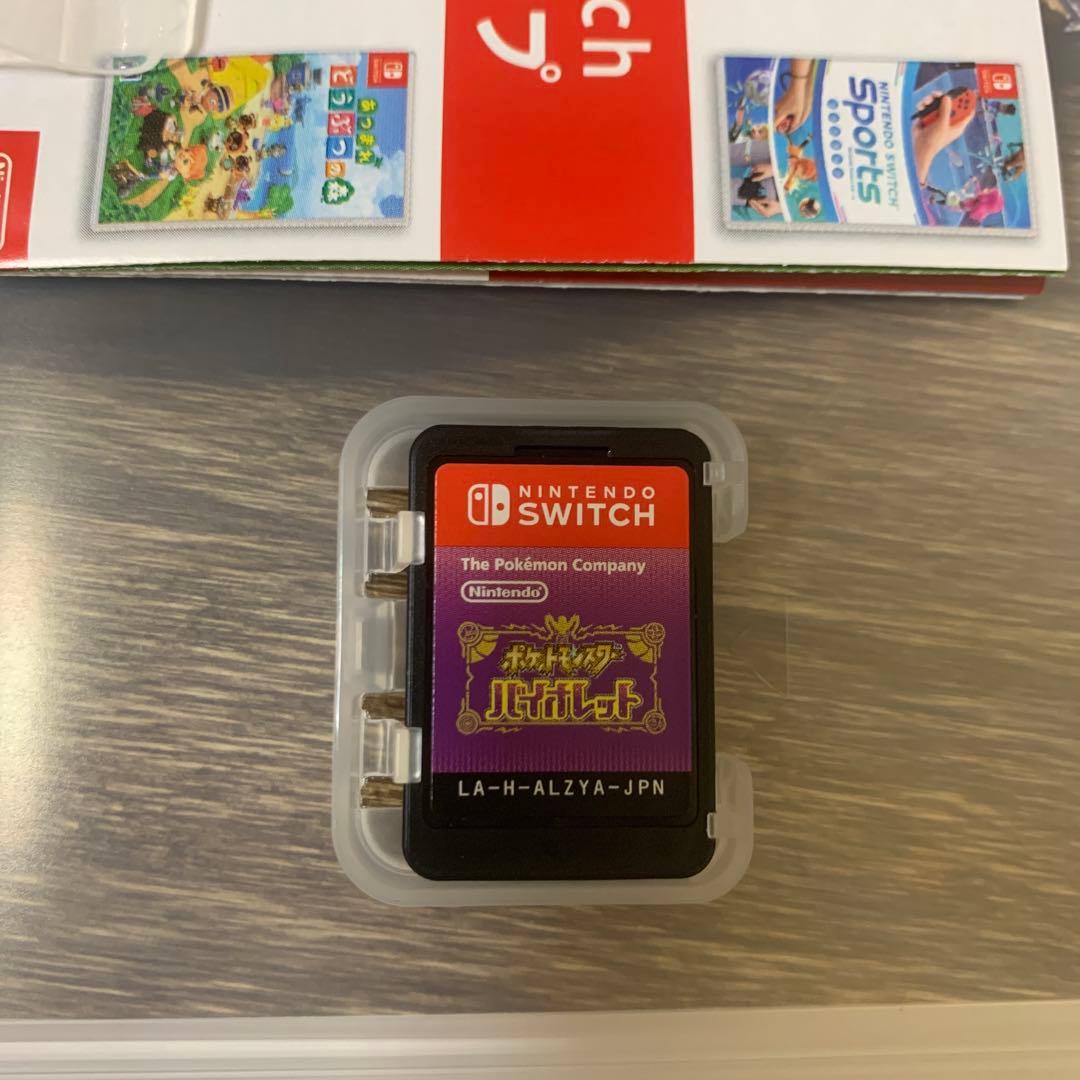 ch
プ
あつまれ
どうぶつの
森
NINTENDO SWITCH
Sports
NINTENDO
SWITCH
The Pokémon Company
Nintendo
ポケットモンスター
バイオレット
LA-H-ALZYA-JPN